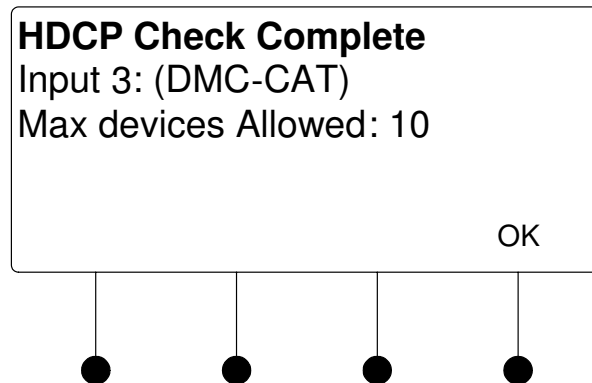 HDCP Check Complete
Input 3: (DMC-CAT)
Max devices Allowed: 10
OK